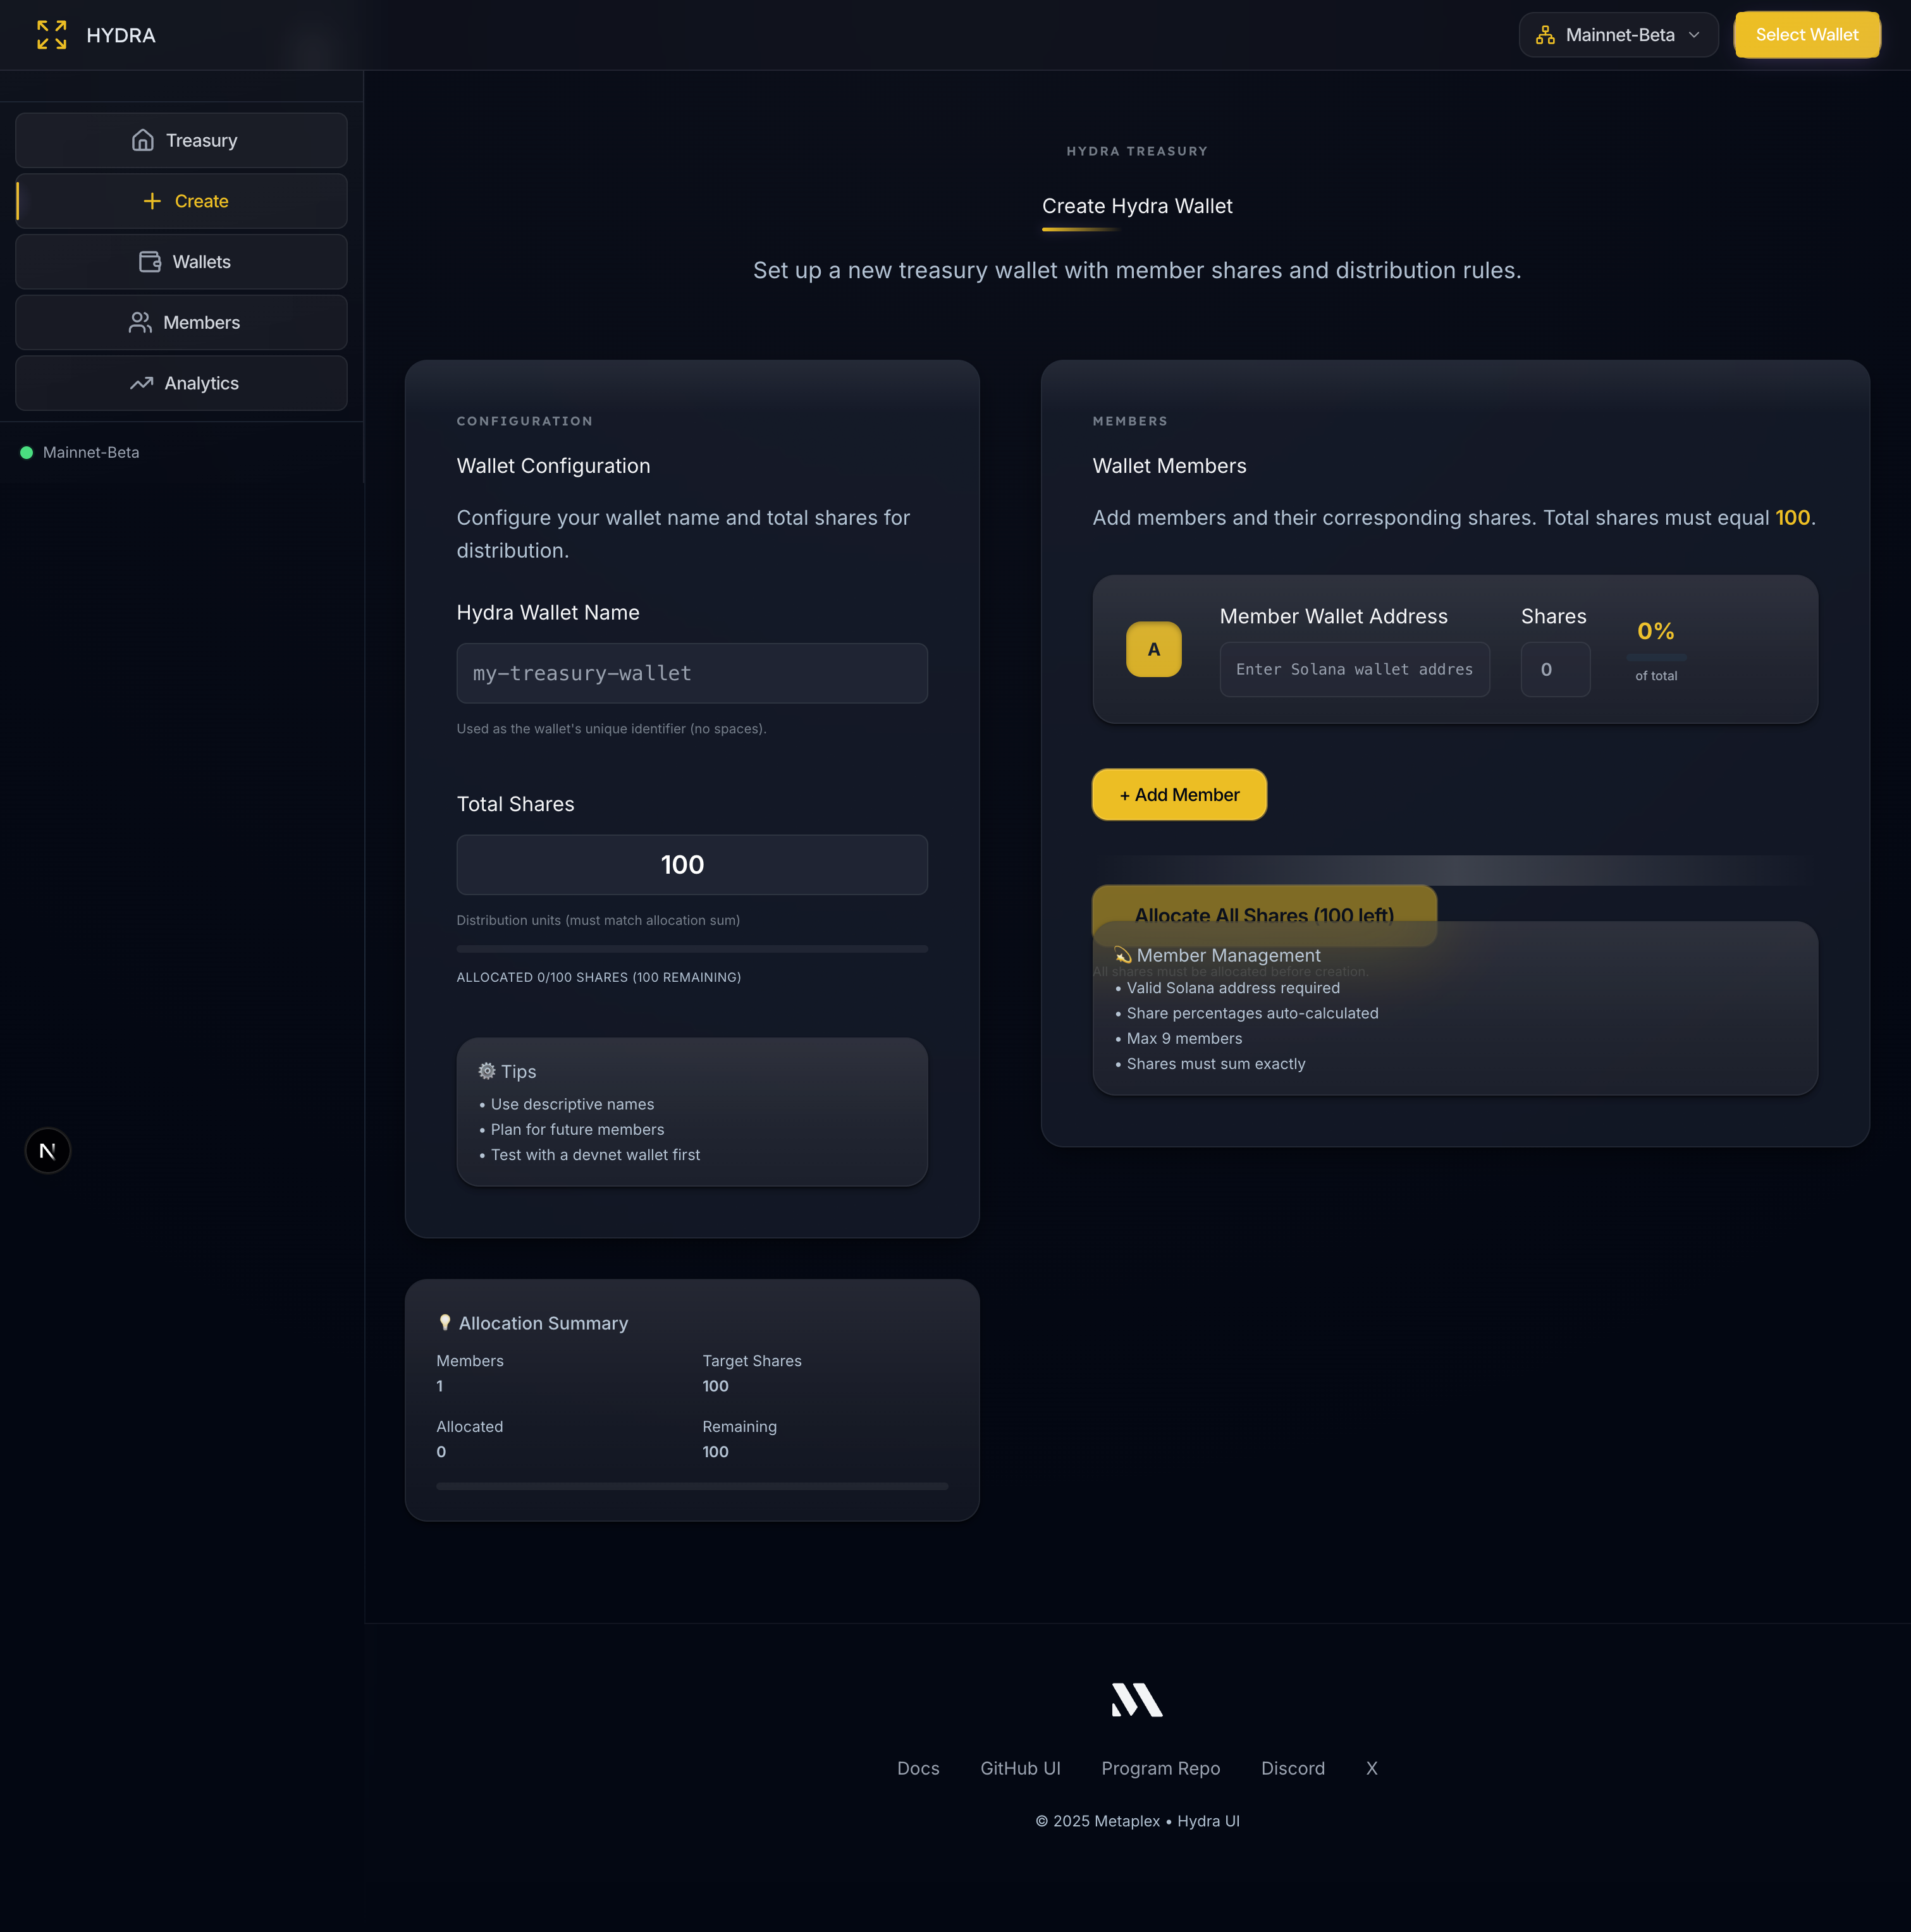 HYDRA
Mainnet-Beta
Select Wallet
Treasury
Create
Wallets
Members
Analytics
Mainnet-Beta
HYDRA TREASURY
Create Hydra Wallet
Set up a new treasury wallet with member shares and distribution rules.
CONFIGURATION
Wallet Configuration
Configure your wallet name and total shares for
distribution.
Hydra Wallet Name
my-treasury-wallet
Used as the wallet's unique identifier (no spaces).
Total Shares
100
Distribution units (must match allocation sum)
ALLOCATED 0/100 SHARES (100 REMAINING)
Tips
• Use descriptive names
• Plan for future members
• Test with a devnet wallet first
Allocation Summary
Members
1
Target Shares
100
Allocated
0
Remaining
100
MEMBERS
Wallet Members
Add members and their corresponding shares. Total shares must equal 100.
A
Member Wallet Address
Enter Solana wallet addres
Shares
0
0%
of total
+ Add Member
Allocate All Shares (100 left)
Member Management
All shares must be allocated before creation.
• Valid Solana address required
• Share percentages auto-calculated
• Max 9 members
• Shares must sum exactly
N
Docs
GitHub UI
Program Repo
Discord
X
© 2025 Metaplex • Hydra UI